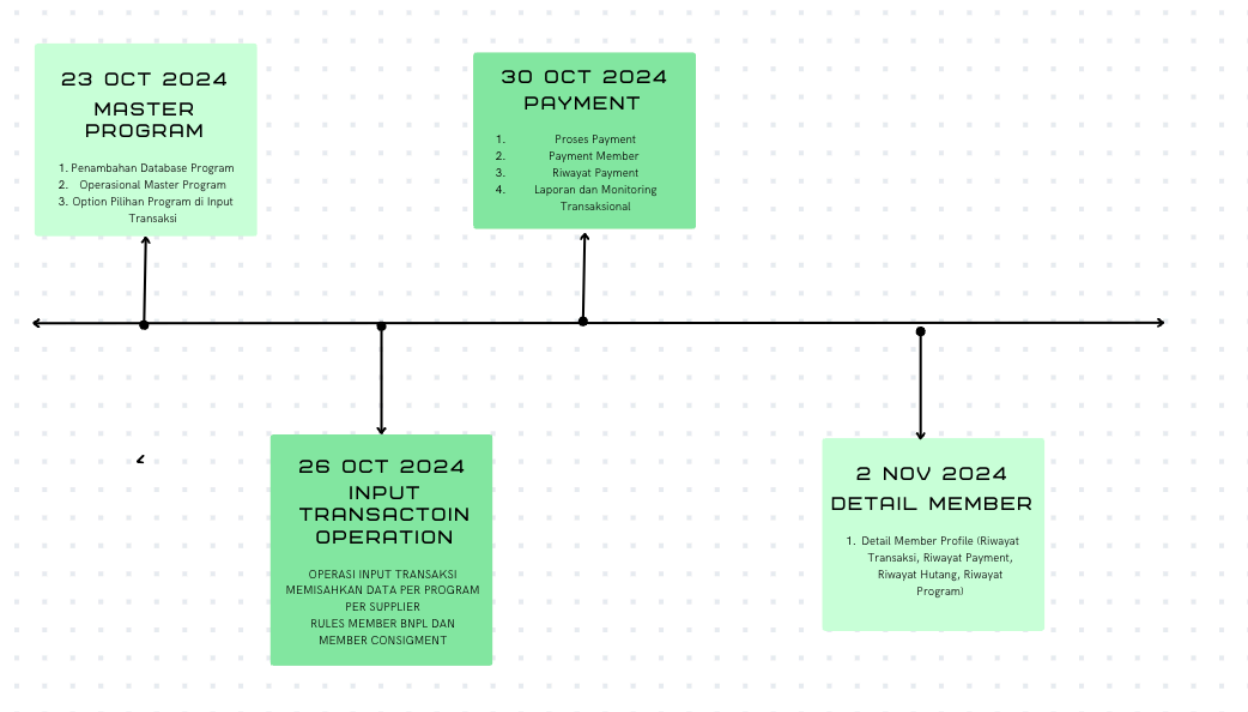 23 OCT 2024
MASTER
PROGRAM
1. Penambahan Database Program
2. Operasional Master Program
3. Option Pilihan Program di Input
Transaksi
30 OCT 2024
PAYMENT
1. Proses Payment
2. Payment Member
3. Riwayat Payment
4. Laporan dan Monitoring
Transaksional
26 OCT 2024
INPUT
TRANSACTOIN
OPERATION
OPERASI INPUT TRANSAKSI
MEMISAHKAN DATA PER PROGRAM
PER SUPPLIER
RULES MEMBER BNPL DAN
MEMBER CONSIGMENT
2 NOV 2024
DETAIL MEMBER
1. Detail Member Profile (Riwayat
Transaksi, Riwayat Payment,
Riwayat Hutang, Riwayat
Program)